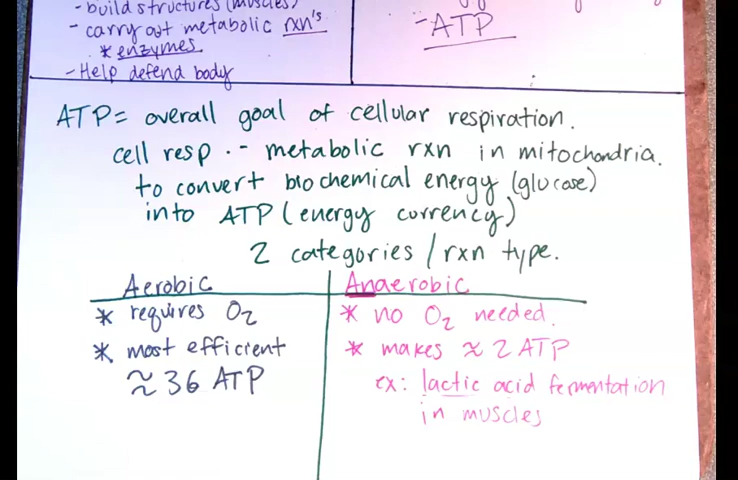 - build structures (muscles)
- carry out metabolic rxn's
* enzymes
- Help defend body
- ATP
ATP = overall goal of cellular respiration.
cell resp. - metabolic rxn in mitochondria.
to convert biochemical energy (glucose)
into ATP (energy currency)
2 categories / rxn type.
Aerobic
* requires O₂
* most efficient
≈ 36 ATP
Anaerobic
* no O₂ needed.
* makes ≈ 2 ATP
ex: lactic acid fermentation
in muscles